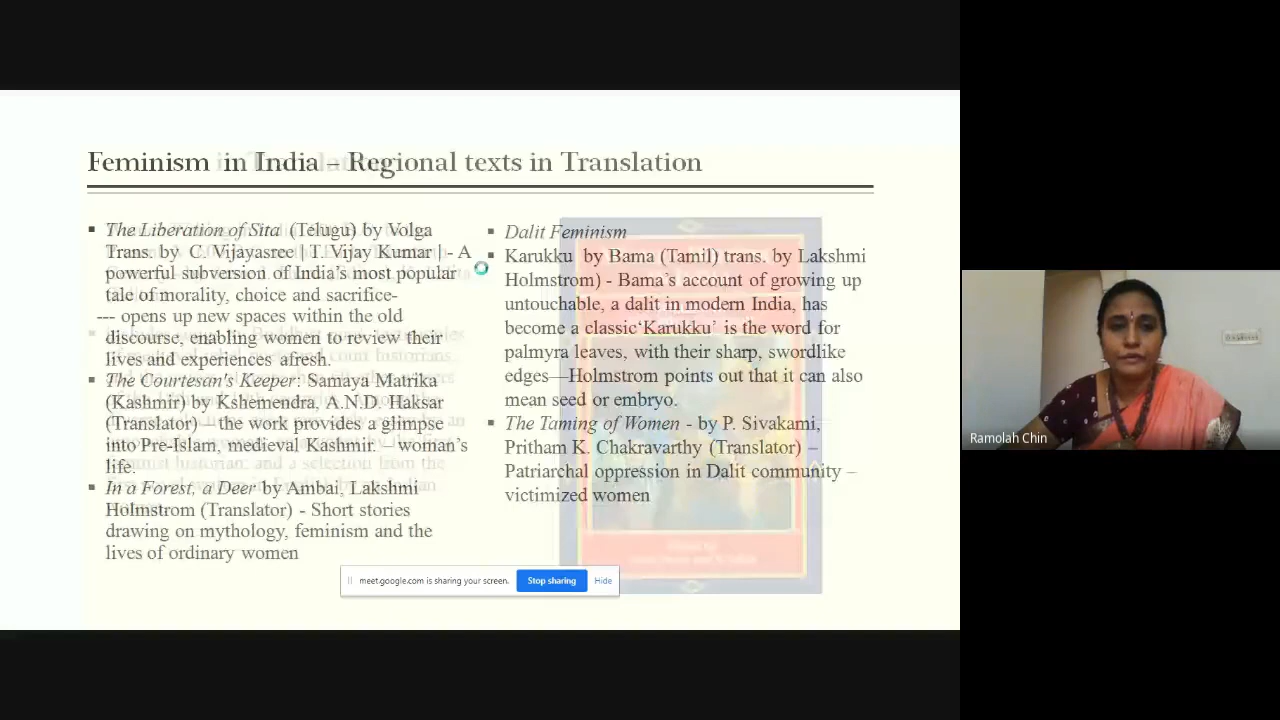 Feminism in India – Regional texts in Translation
▪ The Liberation of Sita (Telugu) by Volga
Trans. by C. Vijayasree | T. Vijay Kumar | - A
powerful subversion of India's most popular
tale of morality, choice and sacrifice-
--- opens up new spaces within the old
discourse, enabling women to review their
lives and experiences afresh.
▪ The Courtesan's Keeper: Samaya Matrika
(Kashmir) by Kshemendra, A.N.D. Haksar
(Translator) – the work provides a glimpse
into Pre-Islam, medieval Kashmir. – woman's
life.
▪ In a Forest, a Deer by Ambai, Lakshmi
Holmstrom (Translator) - Short stories
drawing on mythology, feminism and the
lives of ordinary women
▪ Dalit Feminism
▪ Karukku by Bama (Tamil) trans. by Lakshmi
Holmstrom) - Bama's account of growing up
untouchable, a dalit in modern India, has
become a classic‘Karukku’ is the word for
palmyra leaves, with their sharp, swordlike
edges—Holmstrom points out that it can also
mean seed or embryo.
▪ The Taming of Women - by P. Sivakami,
Pritham K. Chakravarthy (Translator) –
Patriarchal oppression in Dalit community –
victimized women
meet.google.com is sharing your screen.
Stop sharing
Hide
Ramolah Chin